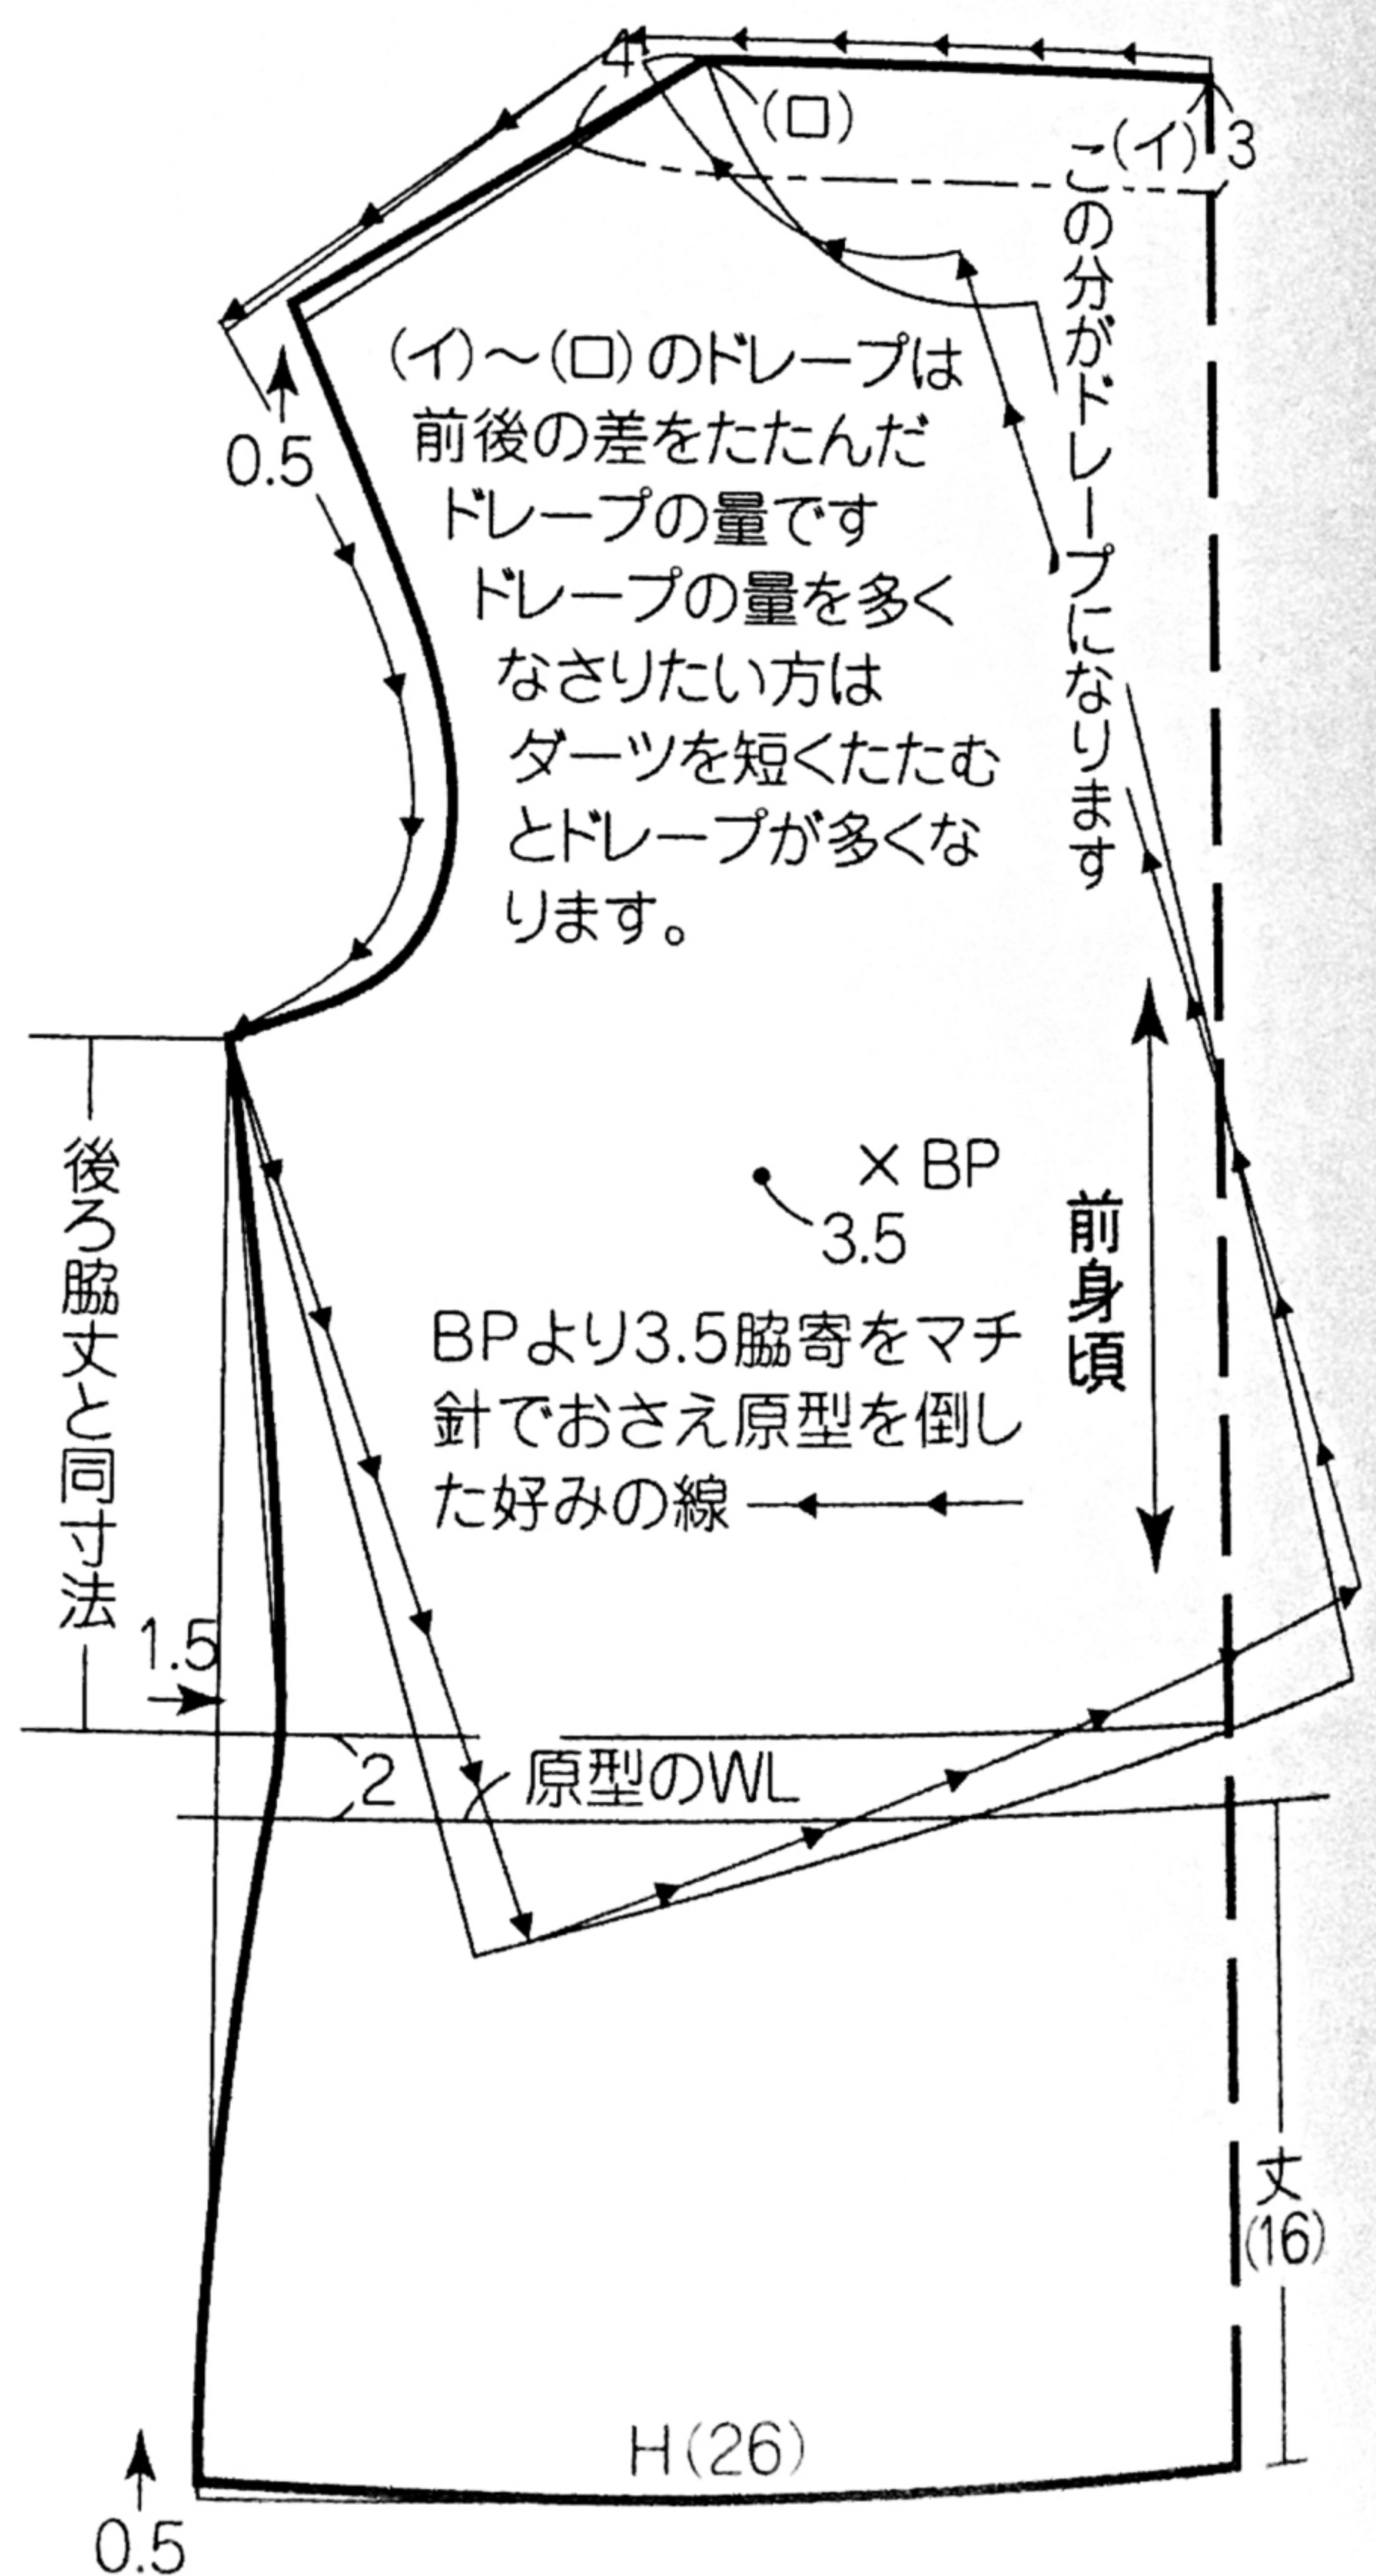 4
(ロ)
(イ)
3
この分がドレープになります
(イ)〜(ロ)のドレープは
前後の差をたたんだ
ドレープの量です
ドレープの量を多く
なさりたい方は
ダーツを短くたたむ
とドレープが多くな
ります。
0.5
後ろ脇丈と同寸法
× BP
3.5
前身頃
BPより3.5脇寄をマチ
針でおさえ原型を倒し
た好みの線
1.5
2
原型のWL
丈
(16)
H(26)
0.5